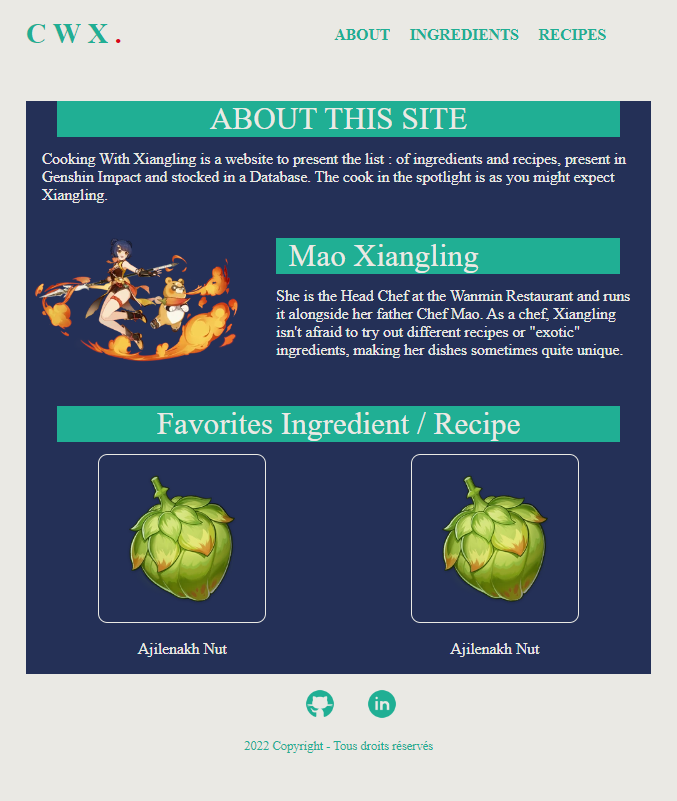 C W X .
ABOUT INGREDIENTS RECIPES
ABOUT THIS SITE
Cooking With Xiangling is a website to present the list : of ingredients and recipes, present in
Genshin Impact and stocked in a Database. The cook in the spotlight is as you might expect
Xiangling.
Mao Xiangling
She is the Head Chef at the Wanmin Restaurant and runs
it alongside her father Chef Mao. As a chef, Xiangling
isn't afraid to try out different recipes or "exotic"
ingredients, making her dishes sometimes quite unique.
Favorites Ingredient / Recipe
Ajilenakh Nut Ajilenakh Nut
in
2022 Copyright - Tous droits réservés